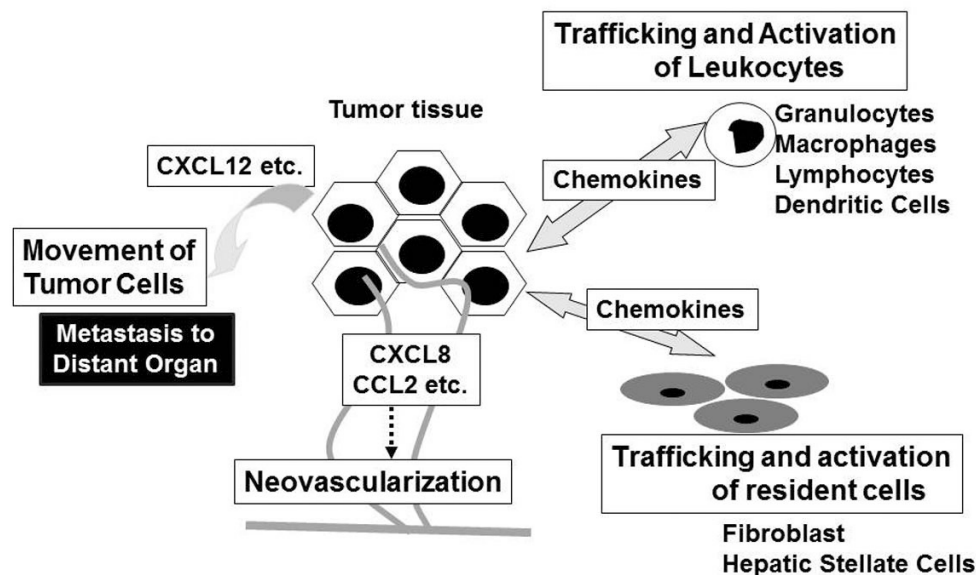 Trafficking and Activation
of Leukocytes
Tumor tissue
Granulocytes
Macrophages
Lymphocytes
Dendritic Cells
CXCL12 etc.
Chemokines
Movement of
Tumor Cells
Metastasis to
Distant Organ
Chemokines
CXCL8
CCL2 etc.
Neovascularization
Trafficking and activation
of resident cells
Fibroblast
Hepatic Stellate Cells